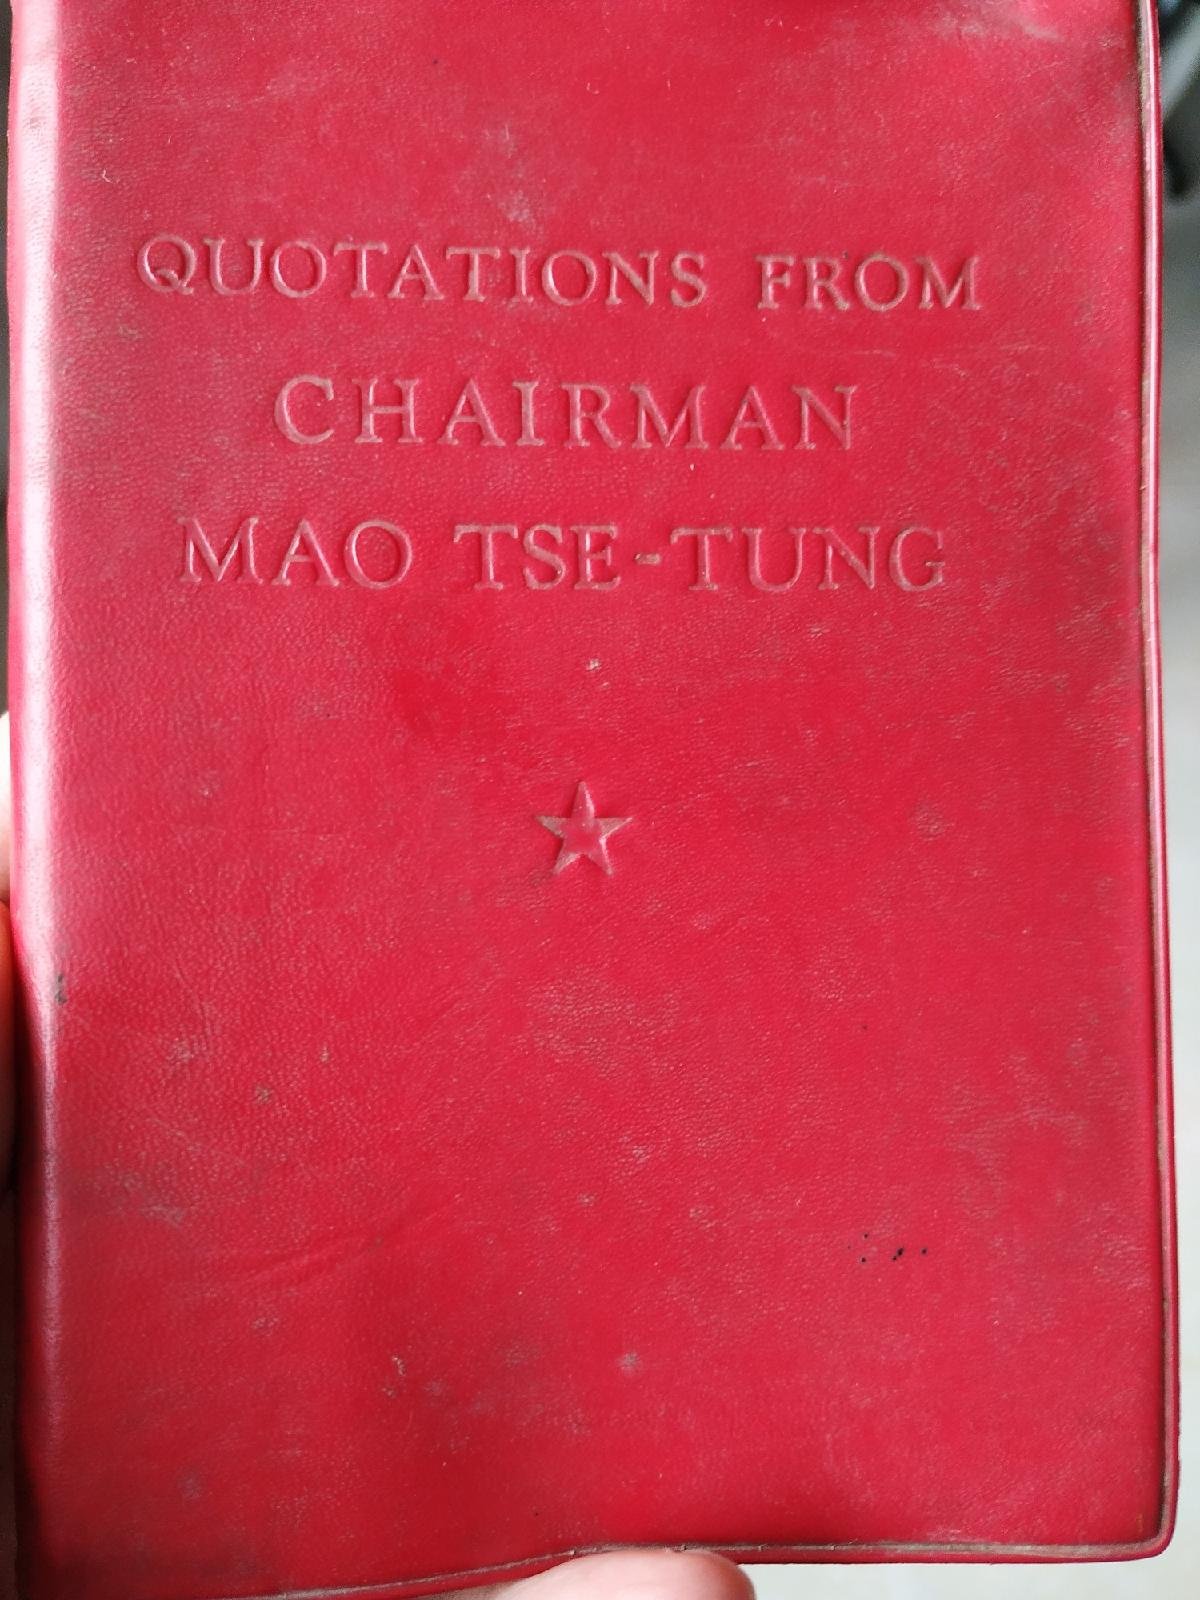 QUOTATIONS FROM
CHAIRMAN
MAO TSE-TUNG